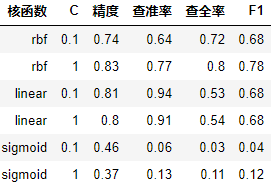 核函数 C 精度 查准率 查全率 F1
rbf 0.1 0.74 0.64 0.72 0.68
rbf 1 0.83 0.77 0.8 0.78
linear 0.1 0.81 0.94 0.53 0.68
linear 1 0.8 0.91 0.54 0.68
sigmoid 0.1 0.46 0.06 0.03 0.04
sigmoid 1 0.37 0.13 0.11 0.12